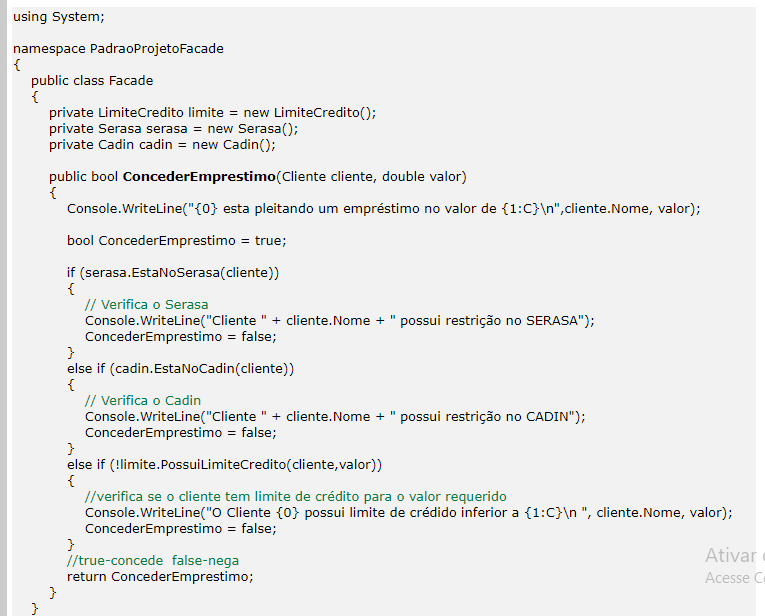 using System;
namespace PadraoProjetoFacade
{
public class Facade
{
private LimiteCredito limite = new LimiteCredito();
private Serasa serasa = new Serasa();
private Cadin cadin = new Cadin();
public bool ConcederEmprestimo(Cliente cliente, double valor)
{
Console.WriteLine("{0} esta pleitando um empréstimo no valor de {1:C}\n",cliente.Nome, valor);
bool ConcederEmprestimo = true;
if (serasa.EstaNoSerasa(cliente))
{
// Verifica o Serasa
Console.WriteLine("Cliente " + cliente.Nome + " possui restrição no SERASA");
ConcederEmprestimo = false;
}
else if (cadin.EstaNoCadin(cliente))
{
// Verifica o Cadin
Console.WriteLine("Cliente " + cliente.Nome + " possui restrição no CADIN");
ConcederEmprestimo = false;
}
else if (!limite.PossuiLimiteCredito(cliente,valor))
{
//verifica se o cliente tem limite de crédito para o valor requerido
Console.WriteLine("O Cliente {0} possui limite de crédido inferior a {1:C}\n ", cliente.Nome, valor);
ConcederEmprestimo = false;
}
//true-concede  false-nega
return ConcederEmprestimo;
}
}
Ativar
Acesse